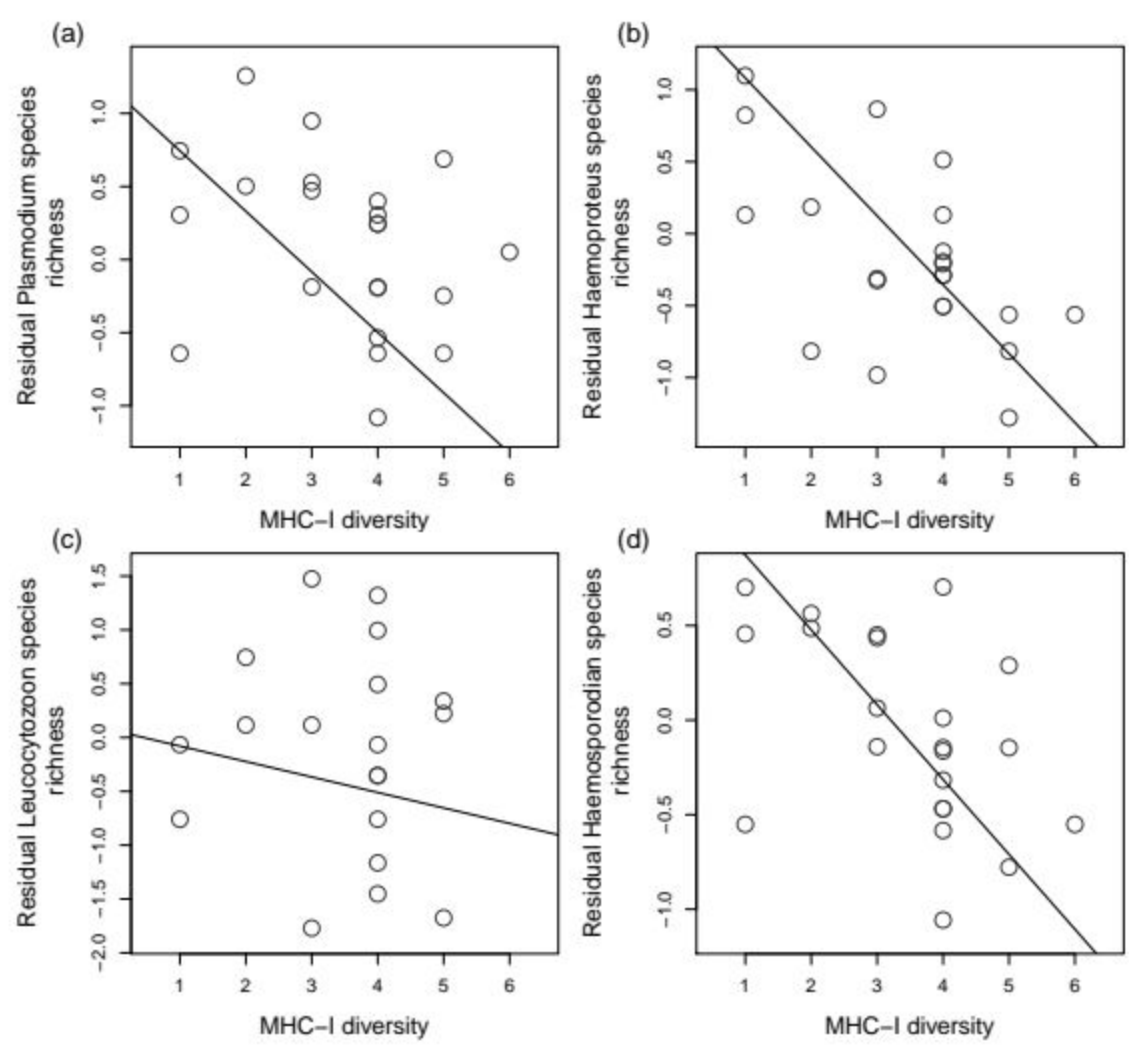 (a)
Residual Plasmodium species
richness
1.0
0.5
0.0
−0.5
−1.0
1 2 3 4 5 6
MHC−I diversity
(b)
Residual Haemoproteus species
richness
1.0
0.5
0.0
−0.5
−1.0
1 2 3 4 5 6
MHC−I diversity
(c)
Residual Leucocytozoon species
richness
1.5
1.0
0.5
0.0
−0.5
−1.0
−1.5
−2.0
1 2 3 4 5 6
MHC−I diversity
(d)
Residual Haemosporodian species
richness
0.5
0.0
−0.5
−1.0
1 2 3 4 5 6
MHC−I diversity